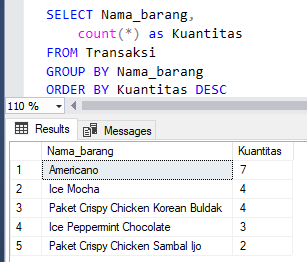 SELECT Nama_barang,
count(*) as Kuantitas
FROM Transaksi
GROUP BY Nama_barang
ORDER BY Kuantitas DESC
110 %
Results Messages
Nama_barang Kuantitas
1 Americano 7
2 Ice Mocha 4
3 Paket Crispy Chicken Korean Buldak 4
4 Ice Peppermint Chocolate 3
5 Paket Crispy Chicken Sambal Ijo 2